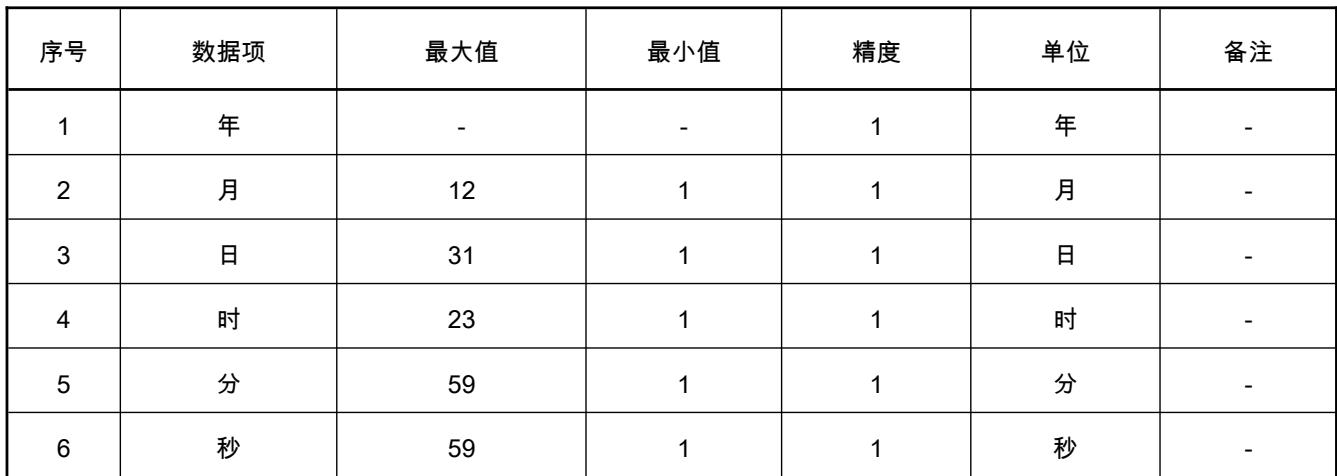 序号 数据项 最大值 最小值 精度 单位 备注
1 年 - - 1 年 -
2 月 12 1 1 月 -
3 日 31 1 1 日 -
4 时 23 1 1 时 -
5 分 59 1 1 分 -
6 秒 59 1 1 秒 -